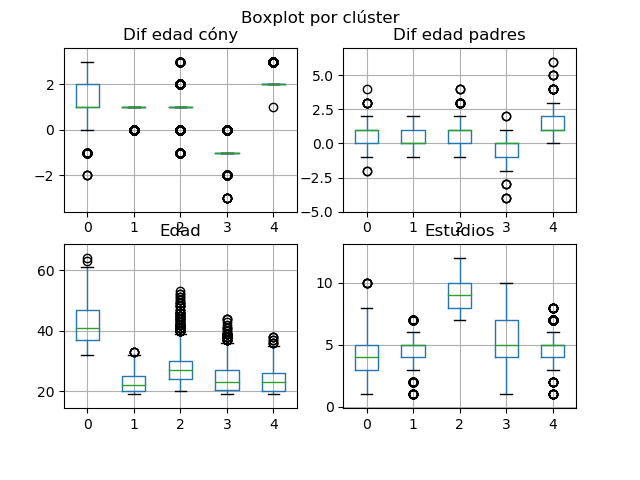 Boxplot por clúster
Dif edad cóny
Dif edad padres
2
0
−2
0 1 2 3 4
5.0
2.5
0.0
−2.5
−5.0
0 1 2 3 4
Edad
Estudios
60
40
20
0 1 2 3 4
10
5
0
0 1 2 3 4